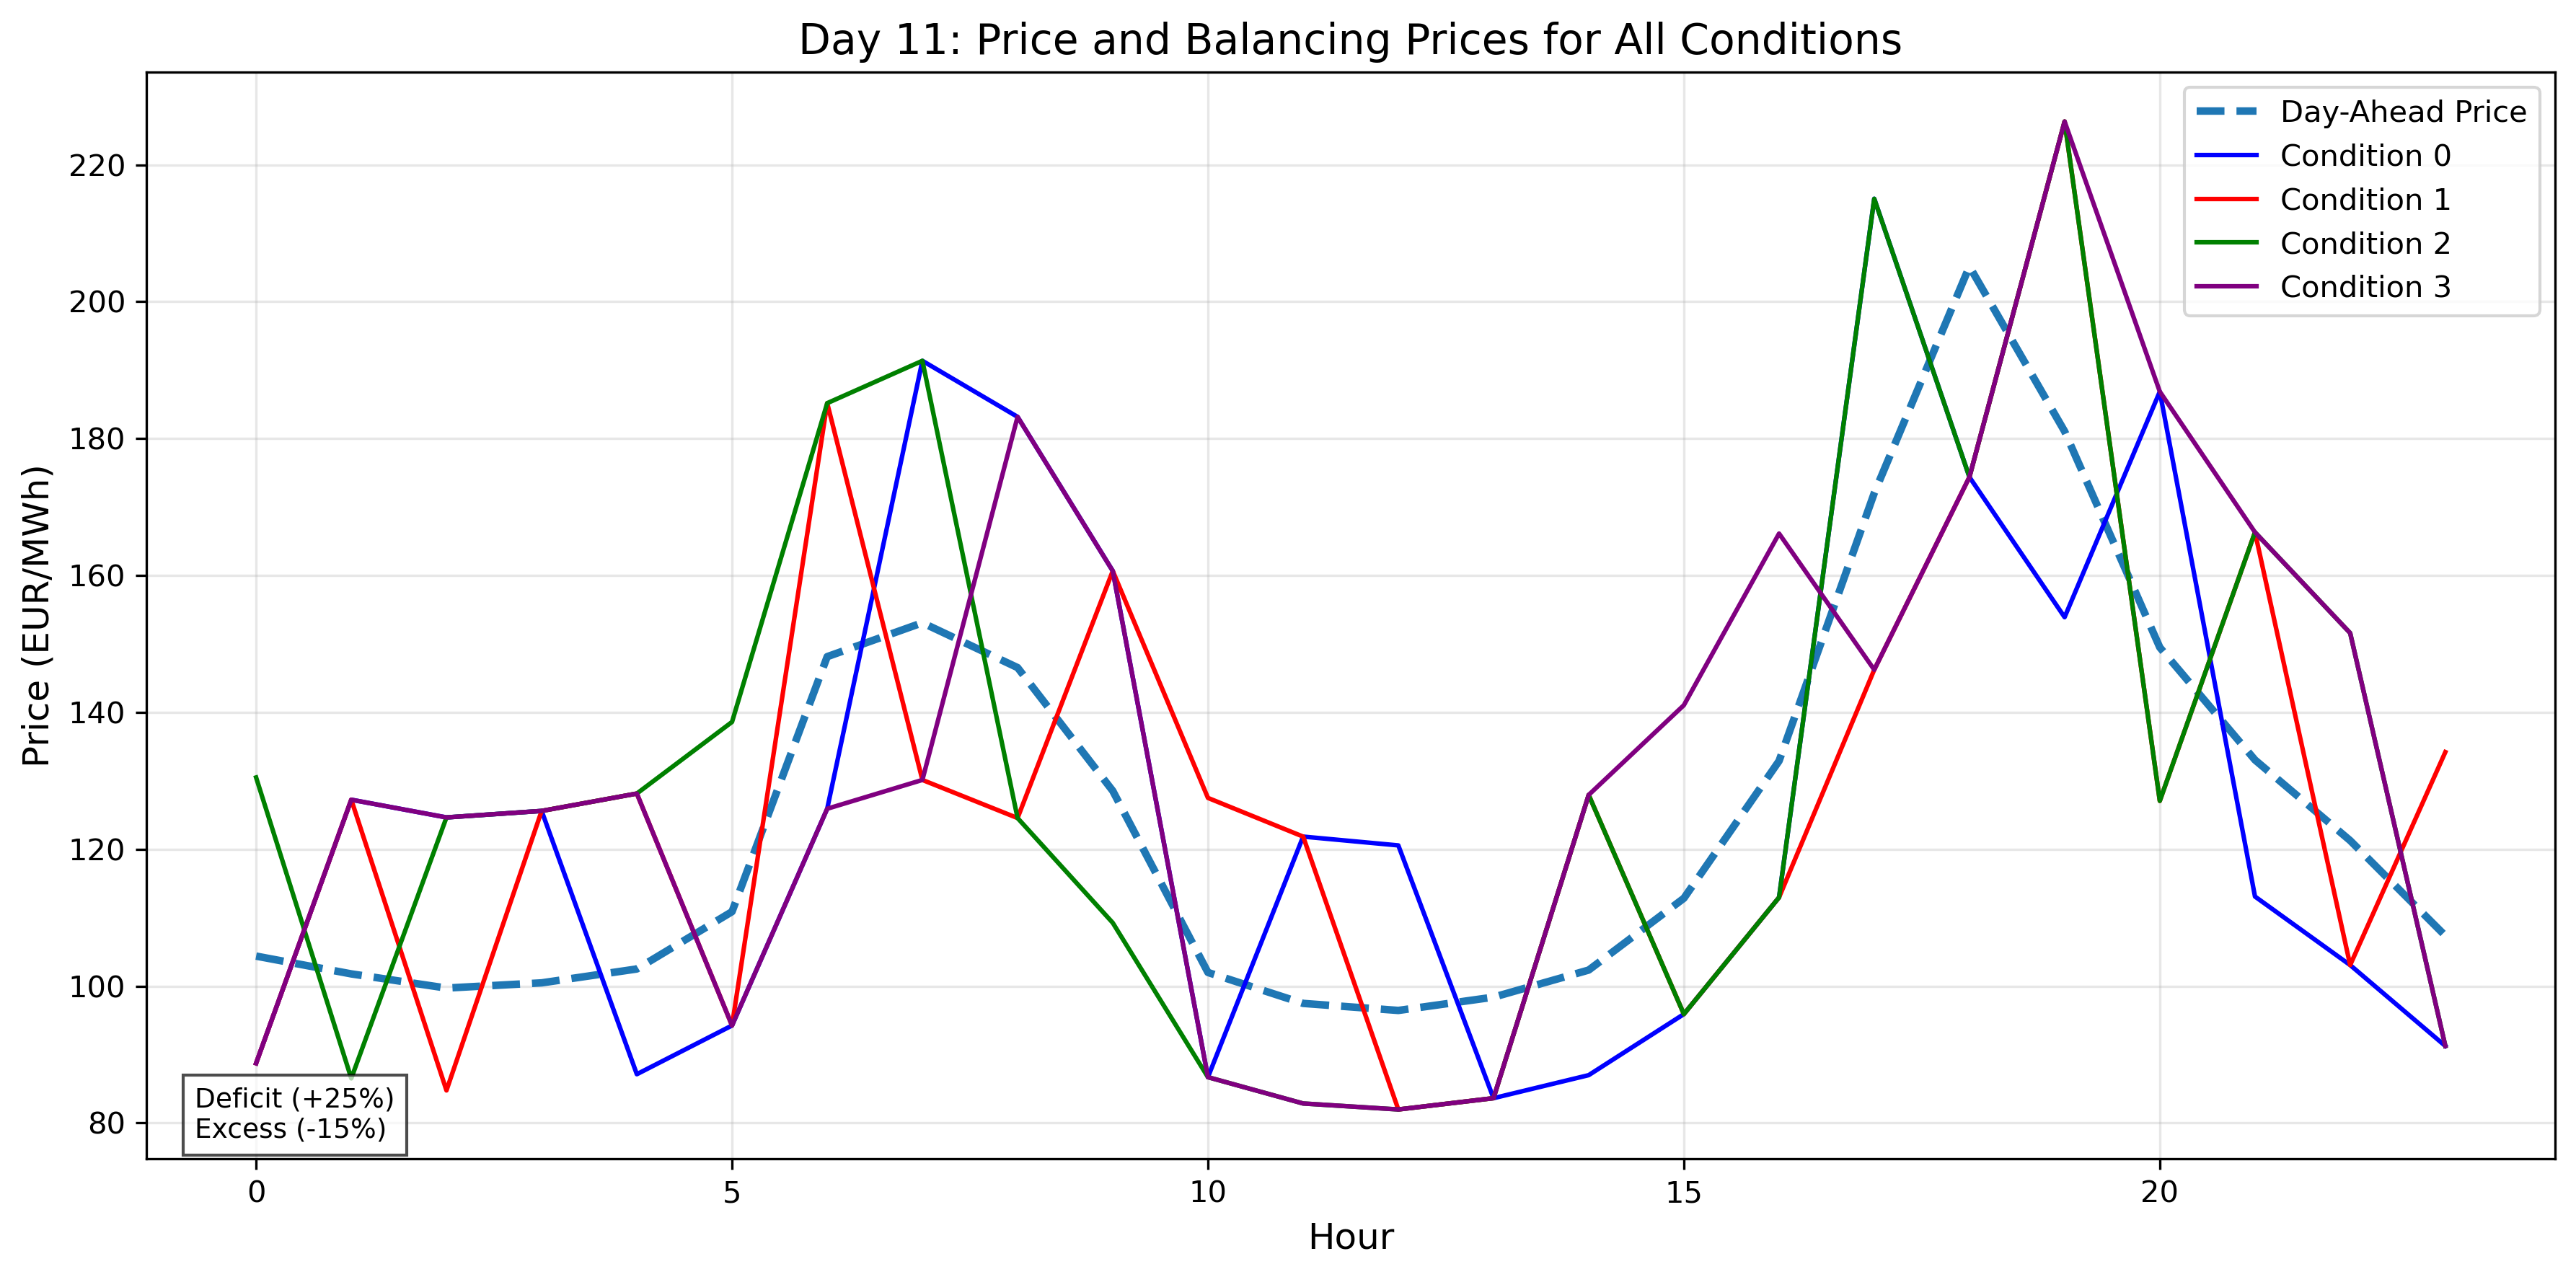 Day 11: Price and Balancing Prices for All Conditions
Price (EUR/MWh)
220
200
180
160
140
120
100
80
Day-Ahead Price
Condition 0
Condition 1
Condition 2
Condition 3
Deficit (+25%)
Excess (-15%)
0 5 10 15 20
Hour